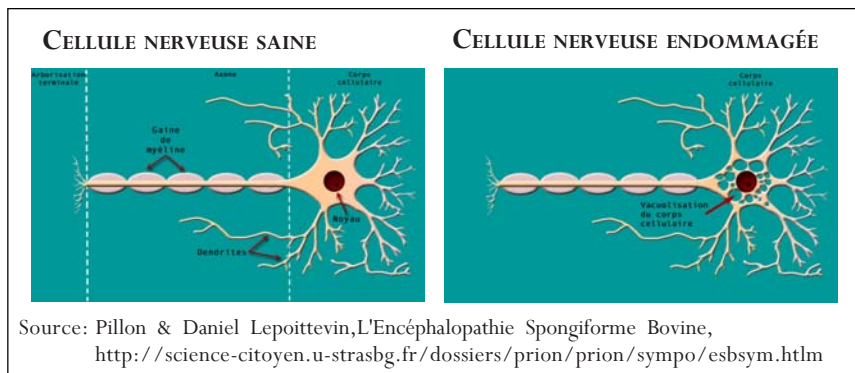 CELLULE NERVEUSE SAINE
Arborisation
terminale
Axone
Corps
cellulaire
Gaine
de
myéline
Noyau
Dendrites
CELLULE NERVEUSE ENDOMMAGÉE
Corps
cellulaire
Vacuolisation
du corps
cellulaire
Source: Pillon & Daniel Lepoittevin,L'Encéphalopathie Spongiforme Bovine,
http://science-citoyen.u-strasbg.fr/dossiers/prion/prion/sympo/esbsym.htlm